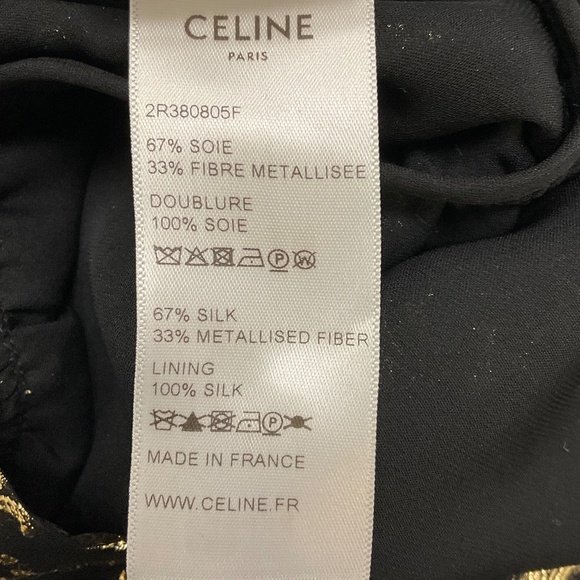 CELINE
PARIS
2R380805F
67% SOIE
33% FIBRE METALLISEE
DOUBLURE
100% SOIE
P W
67% SILK
33% METALLISED FIBER
LINING
100% SILK
P
MADE IN FRANCE
WWW.CELINE.FR